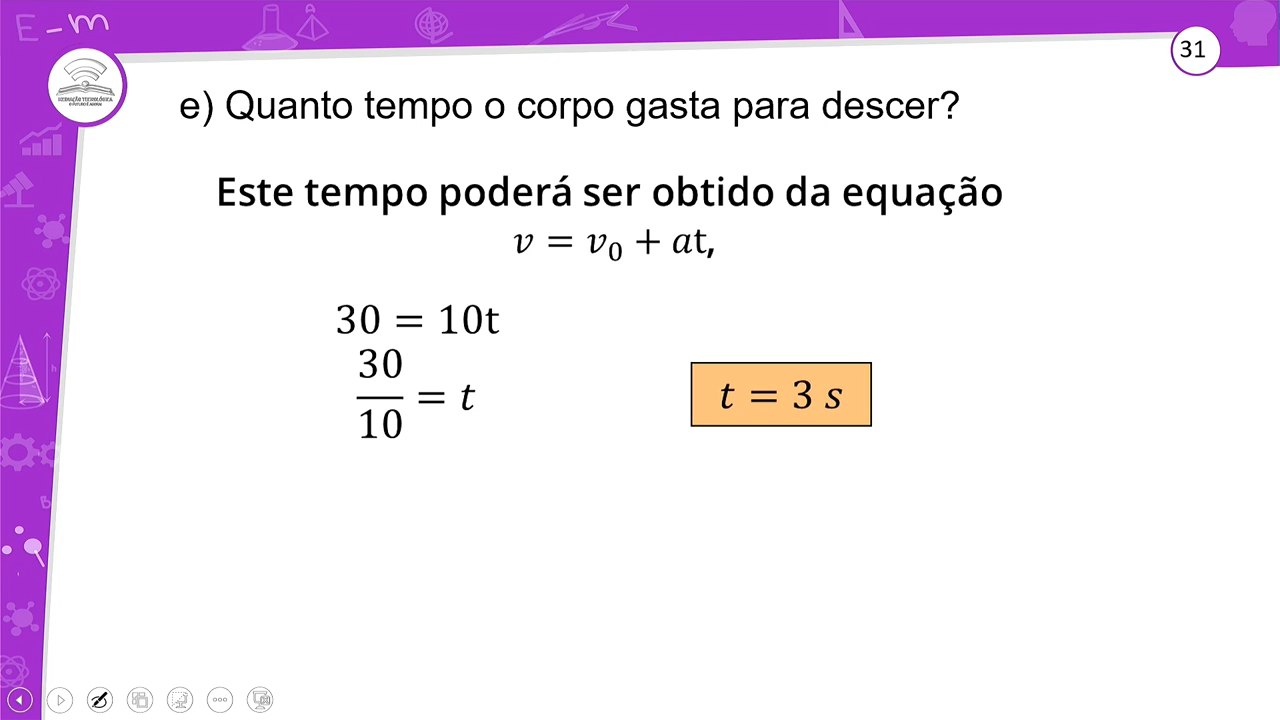 E-m
31
e) Quanto tempo o corpo gasta para descer?
Este tempo poderá ser obtido da equação
v = v₀ + at,
30 = 10t
30/10 = t
t = 3 s
h
B